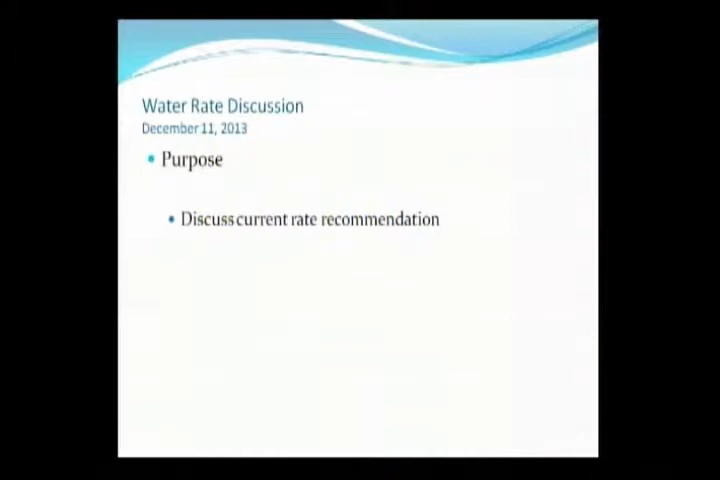 Water Rate Discussion
December 11, 2013
• Purpose
• Discuss current rate recommendation